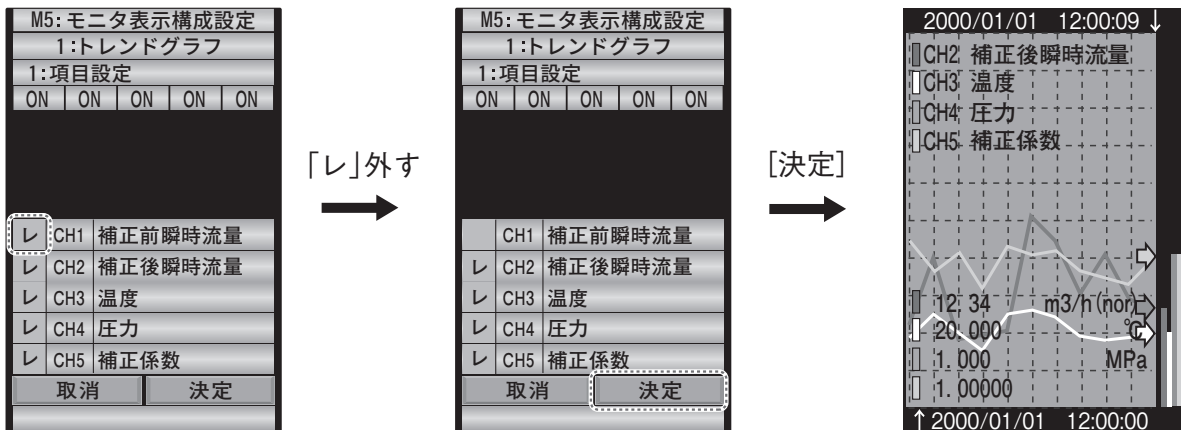 M5:モニタ表示構成設定
1:トレンドグラフ
1:項目設定
ON ON ON ON ON
レ CH1 補正前瞬時流量
レ CH2 補正後瞬時流量
レ CH3 温度
レ CH4 圧力
レ CH5 補正係数
取消 決定
「レ」外す
M5:モニタ表示構成設定
1:トレンドグラフ
1:項目設定
ON ON ON ON ON
CH1 補正前瞬時流量
レ CH2 補正後瞬時流量
レ CH3 温度
レ CH4 圧力
レ CH5 補正係数
取消 決定
[決定]
2000/01/01 12:00:09 ↓
CH2 補正後瞬時流量
CH3 温度
CH4 圧力
CH5 補正係数
12.34 m3/h(nor)
20.000 ℃
1.000 MPa
1.00000
↑ 2000/01/01 12:00:00